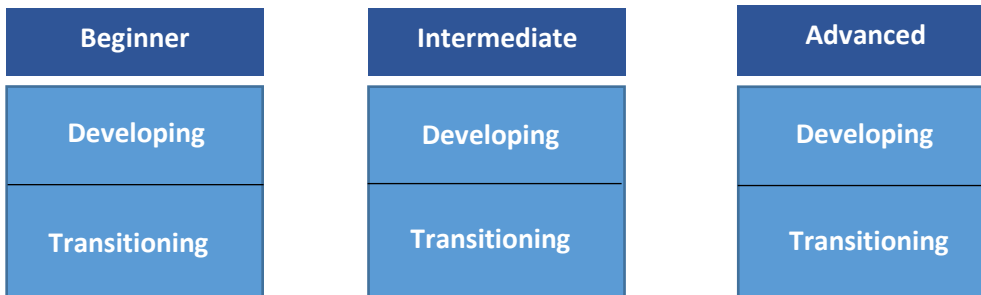 Beginner
Intermediate
Advanced
Developing
Developing
Developing
Transitioning
Transitioning
Transitioning